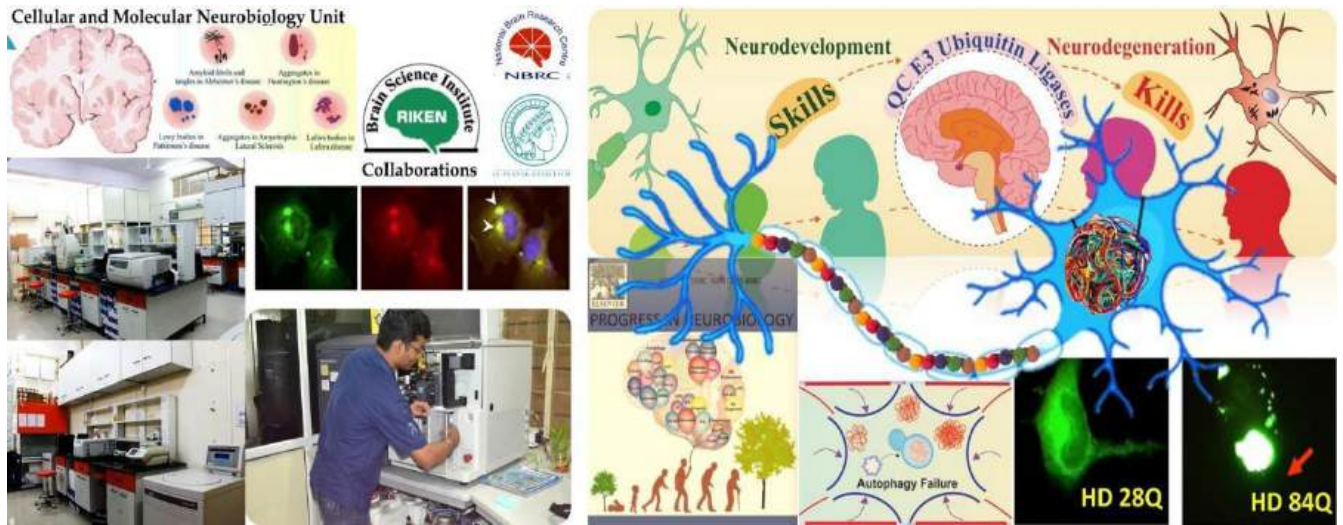 Cellular and Molecular Neurobiology Unit
Amyloid fibrils and
tangles in Alzheimer's disease
Aggregates in
Huntington's disease
Lewy bodies in
Parkinson's disease
Aggregates in Amyotrophic
Lateral Sclerosis
Lafora bodies in
Lafora disease
Brain Science Institute
RIKEN
National Brain Research Centre
NBRC
Collaborations
Neurodevelopment
QC E3 Ubiquitin Ligases
Neurodegeneration
Skills
Kills
ELSEVIER
PROGRESS IN NEUROBIOLOGY
Autophagy Failure
HD 28Q
HD 84Q